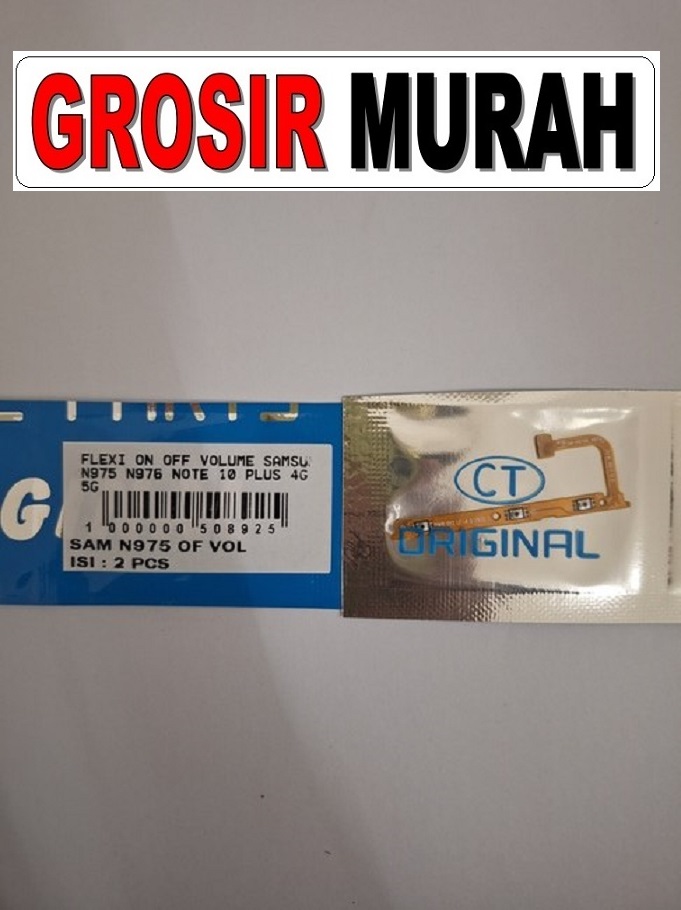 GROSIR MURAH
PARTS
G
FLEXI ON OFF VOLUME SAMSU
N975 N976 NOTE 10 PLUS 4G
5G
1 000000 508925
SAM N975 OF VOL
ISI : 2 PCS
CT
ORIGINAL